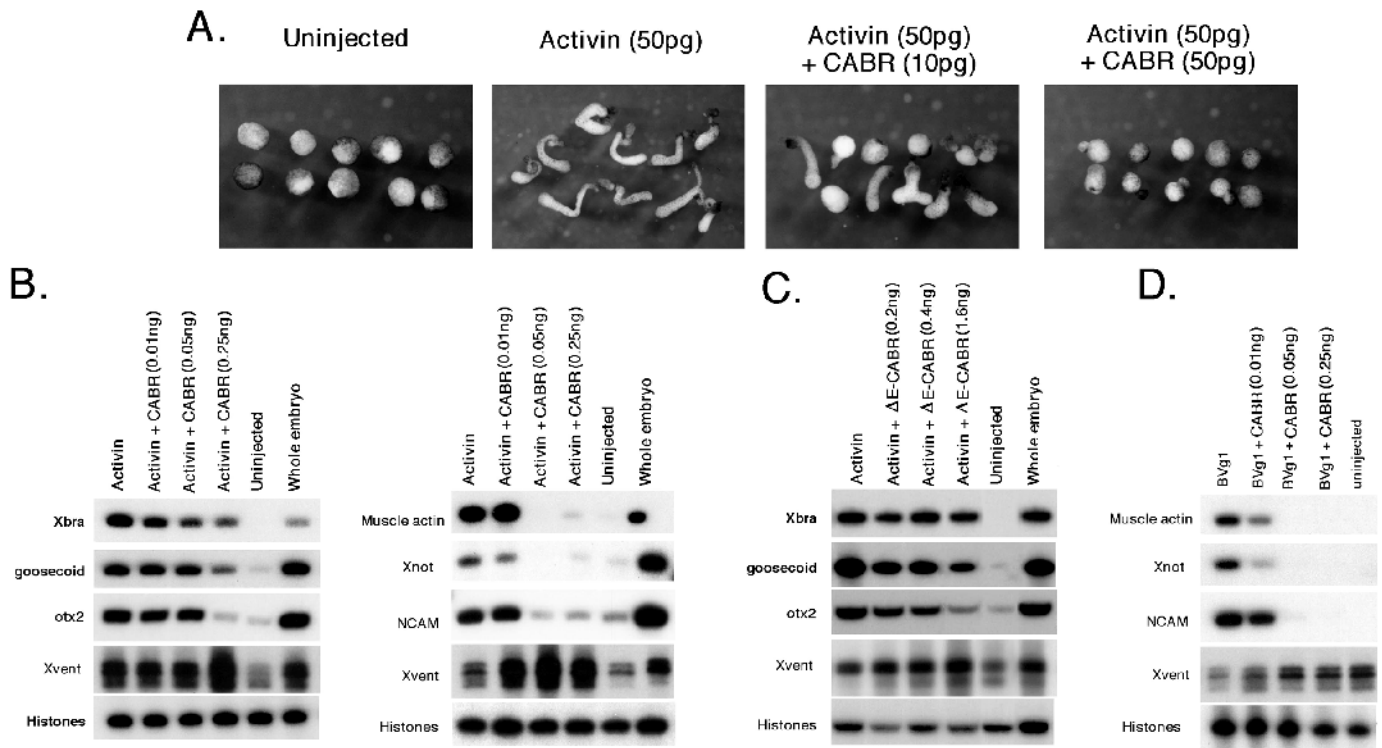 A.
Uninjected
Activin (50pg)
Activin (50pg)
+ CABR (10pg)
Activin (50pg)
+ CABR (50pg)
B.
Activin
Activin + CABR (0.01ng)
Activin + CABR (0.05ng)
Activin + CABR (0.25ng)
Uninjected
Whole embryo
Xbra
goosecoid
otx2
Xvent
Histones
Activin
Activin + CABR (0.01ng)
Activin + CABR (0.05ng)
Activin + CABR (0.25ng)
Uninjected
Whole embryo
Muscle actin
Xnot
NCAM
Xvent
Histones
C.
Activin
Activin + ΔE-CABR (0.2ng)
Activin + ΔE-CABR (0.4ng)
Activin + ΔE-CABR (1.6ng)
Uninjected
Whole embryo
Xbra
goosecoid
otx2
Xvent
Histones
D.
BVg1
BVg1 + CABR (0.01ng)
BVg1 + CABR (0.05ng)
BVg1 + CABR (0.25ng)
uninjected
Muscle actin
Xnot
NCAM
Xvent
Histones